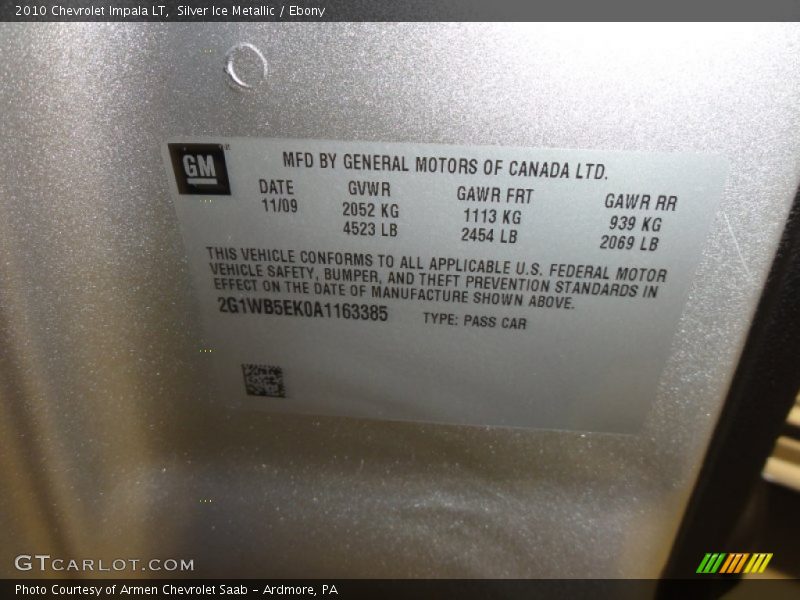 2010 Chevrolet Impala LT,  Silver Ice Metallic / Ebony
GM
MFD BY GENERAL MOTORS OF CANADA LTD.
DATE GVWR GAWR FRT GAWR RR
11/09 2052 KG 1113 KG 939 KG
4523 LB 2454 LB 2069 LB
THIS VEHICLE CONFORMS TO ALL APPLICABLE U.S. FEDERAL MOTOR
VEHICLE SAFETY, BUMPER, AND THEFT PREVENTION STANDARDS IN
EFFECT ON THE DATE OF MANUFACTURE SHOWN ABOVE.
2G1WB5EK0A1163385 TYPE: PASS CAR
GTCARLOT.COM
Photo Courtesy of Armen Chevrolet Saab - Ardmore, PA